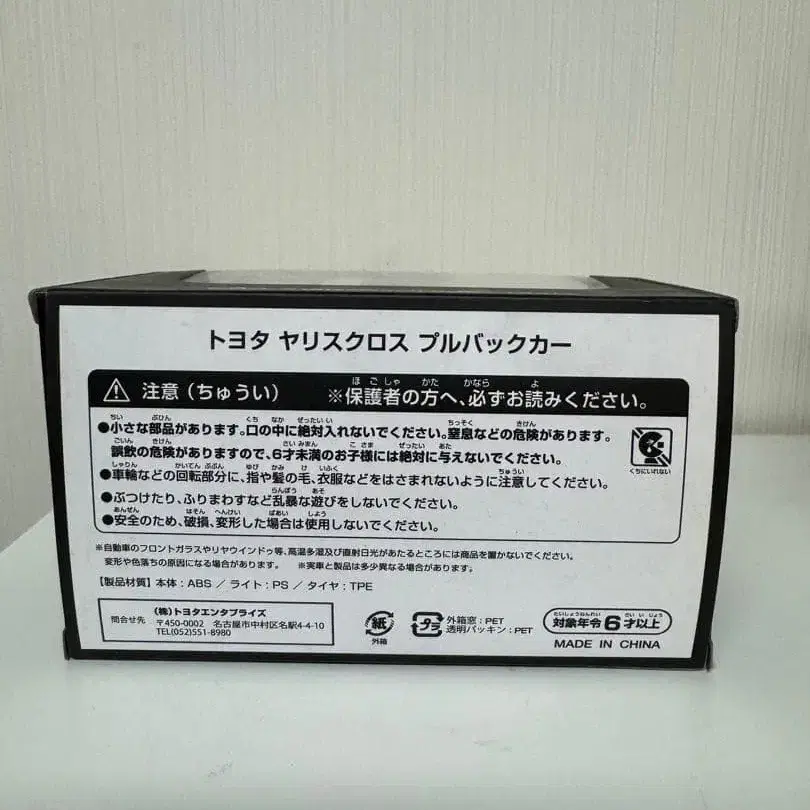 トヨタ ヤリスクロス プルバックカー
注意（ちゅうい） ※保護者の方へ、必ずお読みください。
●小さな部品があります。口の中に絶対入れないでください。窒息などの危険があります。
誤飲の危険がありますので、6才未満のお子様には絶対に与えないでください。
●車輪などの回転部分に、指や髪の毛、衣服などをはさまれないように注意してください。
●ぶつけたり、ふりまわすなど乱暴な遊びをしないでください。
●安全のため、破損、変形した場合は使用しないでください。
くちにいれない
※自動車のフロントガラスやリヤウインドゥ等、高温多湿及び直射日光があたるところには商品を置かないでください。
変形や色落ちの原因になる場合があります。 ※実車と製品は多少異なる場合があります。
【製品材質】本体：ABS ／ ライト：PS ／ タイヤ：TPE
問合せ先
（株）トヨタエンタプライズ
〒450-0002 名古屋市中村区名駅4-4-10
TEL(052)551-8980
紙
外箱
プラ
外箱窓：PET
透明パッキン：PET
対象年令6才以上
MADE IN CHINA